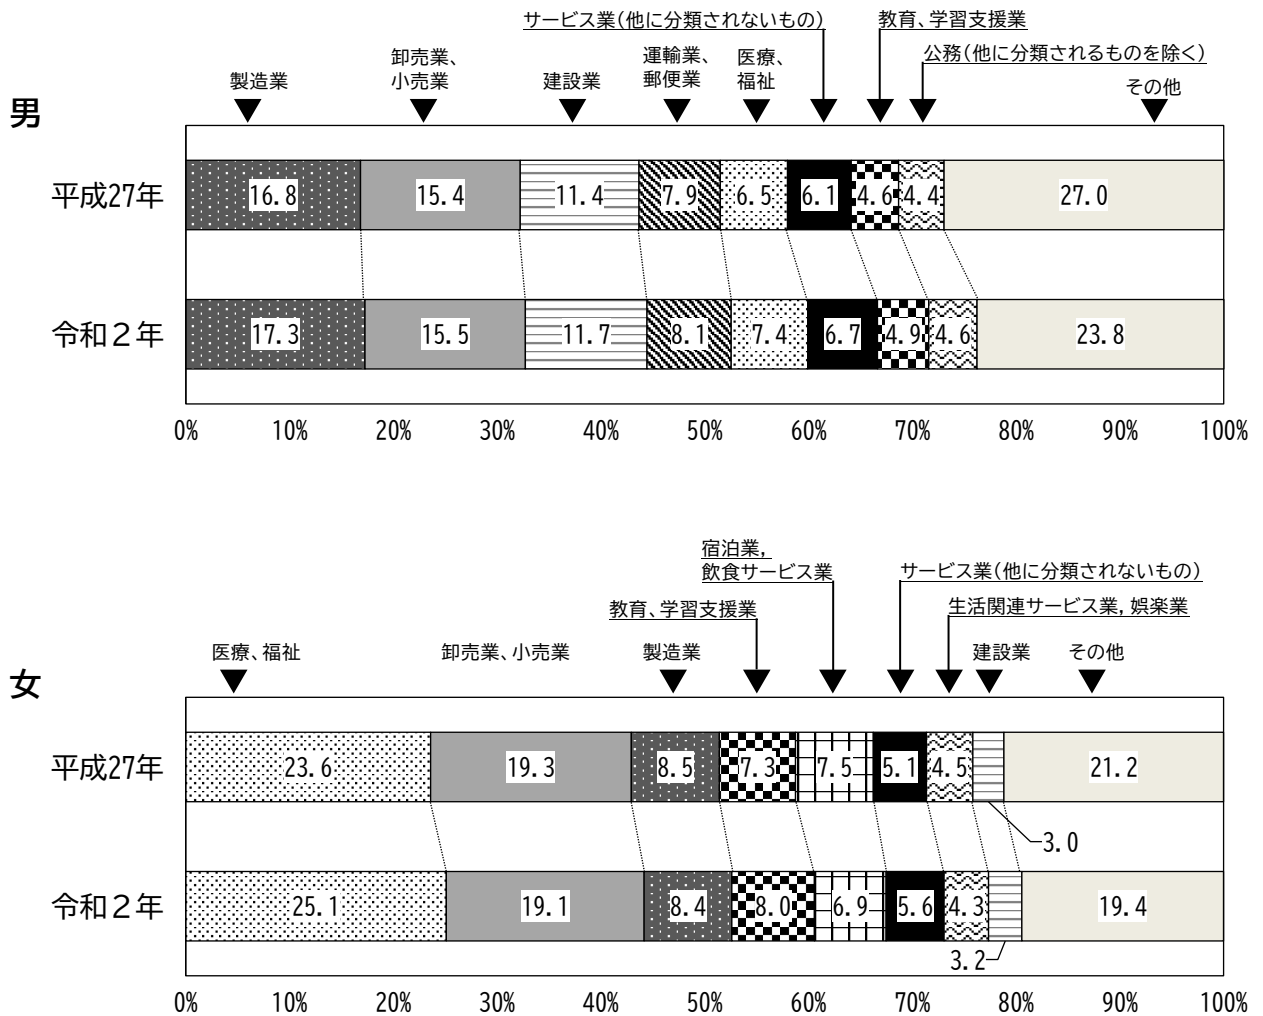 サービス業（他に分類されないもの）
教育、学習支援業
公務（他に分類されるものを除く）
製造業
卸売業、
小売業
建設業
運輸業、
郵便業
医療、
福祉
その他
男
平成27年
16.8
15.4
11.4
7.9
6.5
6.1
4.6
4.4
27.0
令和２年
17.3
15.5
11.7
8.1
7.4
6.7
4.9
4.6
23.8
0%
10%
20%
30%
40%
50%
60%
70%
80%
90%
100%
宿泊業，
飲食サービス業
サービス業（他に分類されないもの）
教育、学習支援業
生活関連サービス業，娯楽業
医療、福祉
卸売業、小売業
製造業
建設業
その他
女
平成27年
23.6
19.3
8.5
7.3
7.5
5.1
4.5
21.2
3.0
令和２年
25.1
19.1
8.4
8.0
6.9
5.6
4.3
19.4
3.2
0%
10%
20%
30%
40%
50%
60%
70%
80%
90%
100%